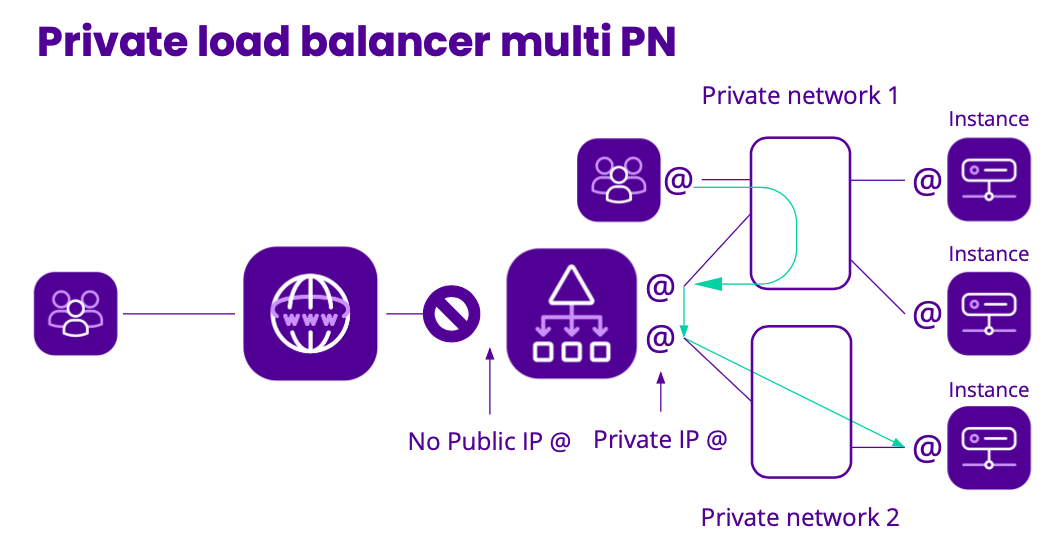 Private load balancer multi PN
Private network 1
Instance
@
@
Instance
@
@
www
@
Instance
No Public IP @
Private IP @
@
Private network 2